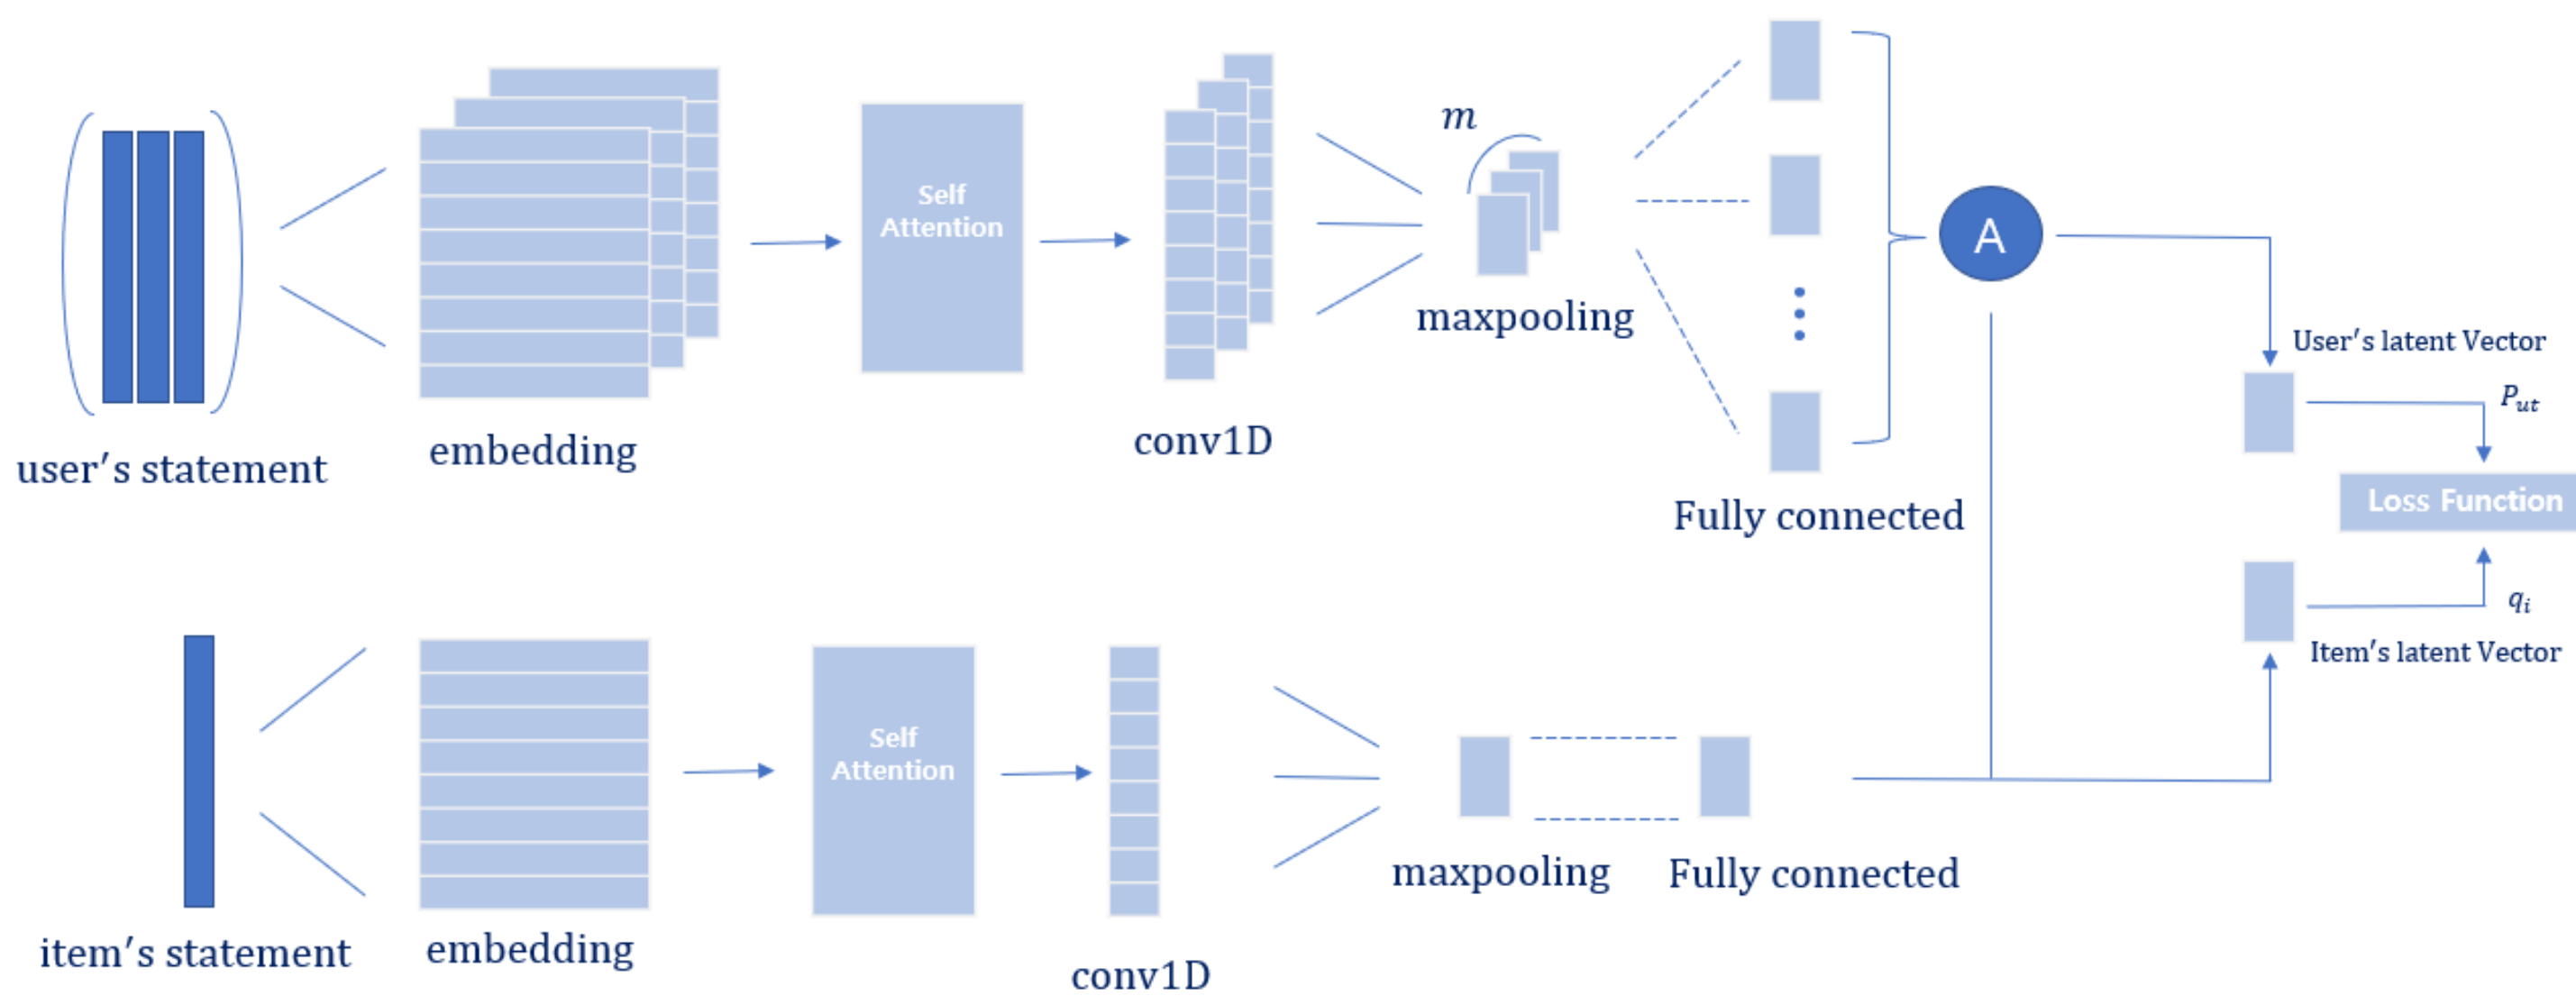 user's statement
embedding
Self
Attention
conv1D
m
maxpooling
Fully connected
A
User's latent Vector
P_ut
Loss Function
q_i
Item's latent Vector
item's statement
embedding
Self
Attention
conv1D
maxpooling
Fully connected